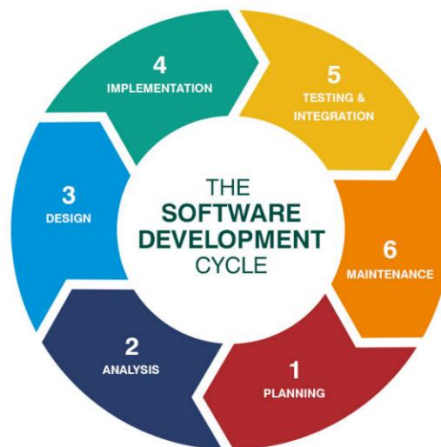 THE
SOFTWARE
DEVELOPMENT
CYCLE
1
PLANNING
2
ANALYSIS
3
DESIGN
4
IMPLEMENTATION
5
TESTING &
INTEGRATION
6
MAINTENANCE